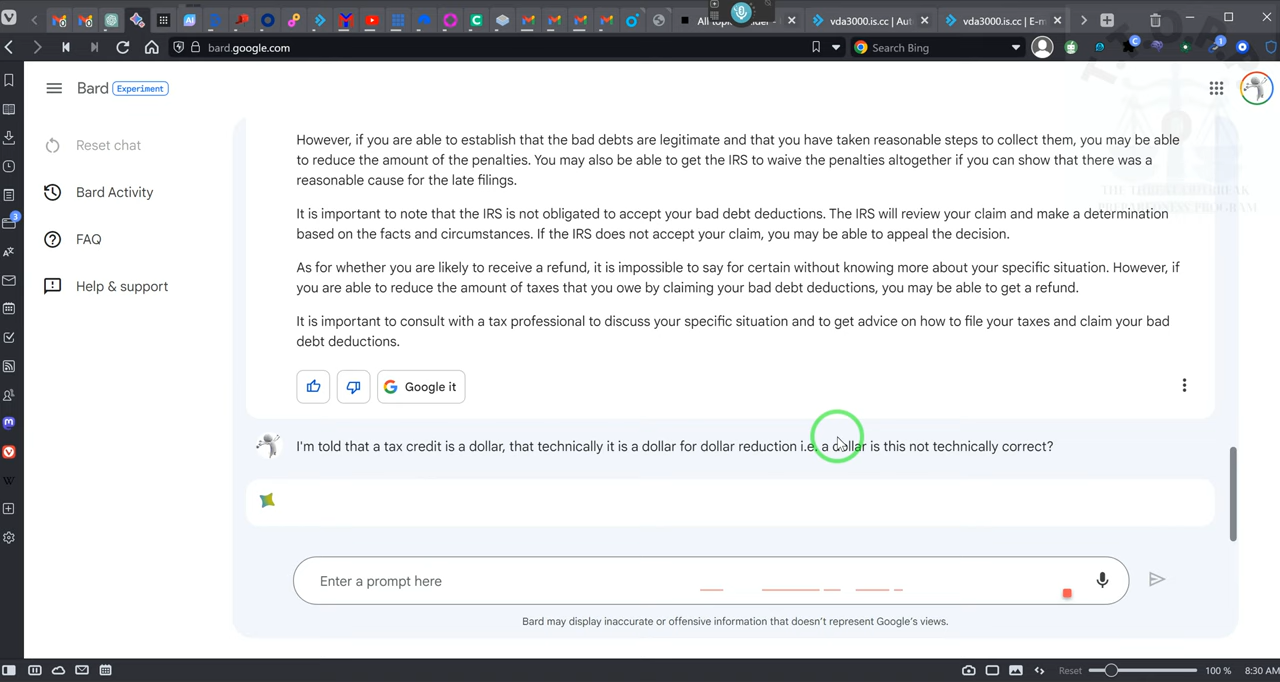 All to
vda3000.is.cc | Aut
vda3000.is.cc | E-m
bard.google.com
Search Bing
Bard Experiment
Reset chat
Bard Activity
FAQ
Help & support
However, if you are able to establish that the bad debts are legitimate and that you have taken reasonable steps to collect them, you may be able
to reduce the amount of the penalties. You may also be able to get the IRS to waive the penalties altogether if you can show that there was a
reasonable cause for the late filings.
It is important to note that the IRS is not obligated to accept your bad debt deductions. The IRS will review your claim and make a determination
based on the facts and circumstances. If the IRS does not accept your claim, you may be able to appeal the decision.
As for whether you are likely to receive a refund, it is impossible to say for certain without knowing more about your specific situation. However, if
you are able to reduce the amount of taxes that you owe by claiming your bad debt deductions, you may be able to get a refund.
It is important to consult with a tax professional to discuss your specific situation and to get advice on how to file your taxes and claim your bad
debt deductions.
Google it
I'm told that a tax credit is a dollar, that technically it is a dollar for dollar reduction i.e. a dollar is this not technically correct?
Enter a prompt here
Bard may display inaccurate or offensive information that doesn't represent Google's views.
Reset
100 %
8:30 AM